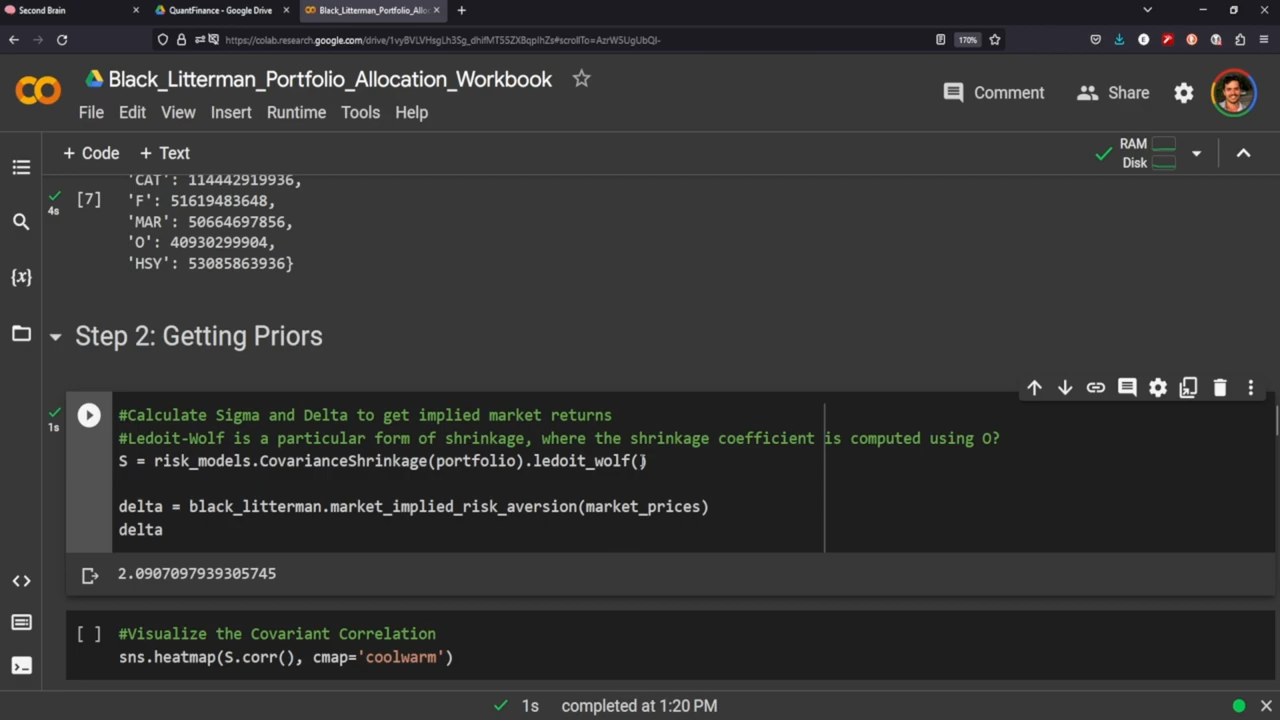 Second Brain
QuantFinance - Google Drive
Black_Litterman_Portfolio_Alloc
https://colab.research.google.com/drive/1vyBVLVHsgLh3Sg_dhifMT55ZXBqpIhZs#scrollTo=AzrW5UgUbQI-
170%
Black_Litterman_Portfolio_Allocation_Workbook
Comment
Share
File Edit View Insert Runtime Tools Help
+ Code + Text
RAM
Disk
'CAT': 114442919936,
[7] 'F': 51619483648,
4s
'MAR': 50664697856,
'O': 40930299904,
{x}
'HSY': 53085863936}
Step 2: Getting Priors
1s
#Calculate Sigma and Delta to get implied market returns
#Ledoit-Wolf is a particular form of shrinkage, where the shrinkage coefficient is computed using O?
S = risk_models.CovarianceShrinkage(portfolio).ledoit_wolf()
delta = black_litterman.market_implied_risk_aversion(market_prices)
delta
2.0907097939305745
[ ] #Visualize the Covariant Correlation
sns.heatmap(S.corr(), cmap='coolwarm')
1s completed at 1:20 PM